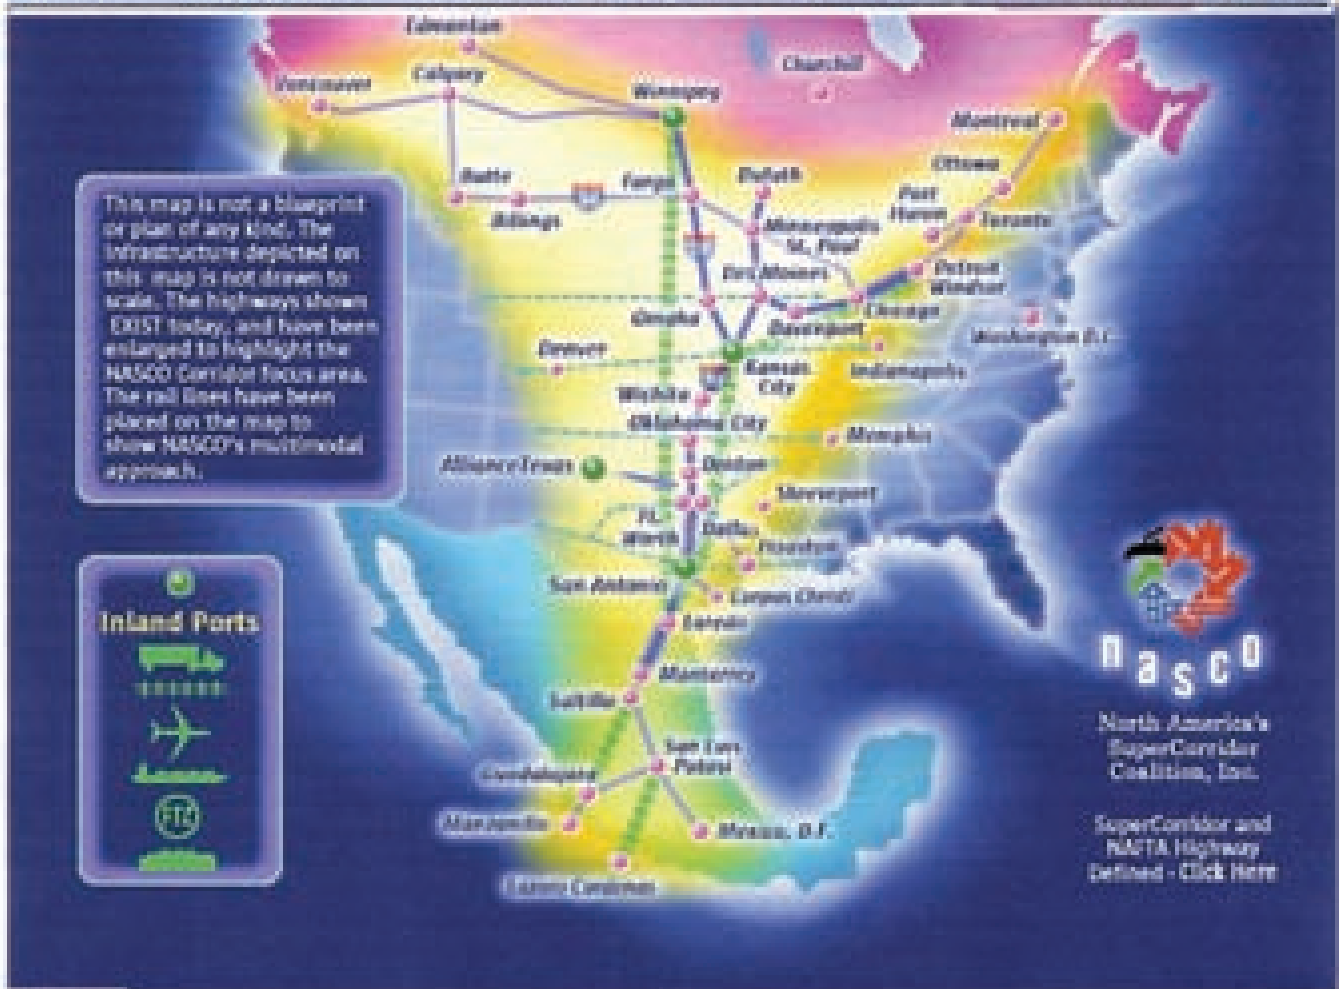 Edmonton
Vancouver
Calgary
Winnipeg
Churchill
Montreal
Ottawa
Port
Huron
Toronto
Butte
Billings
Fargo
Duluth
Minneapolis
St. Paul
Detroit
Windsor
Des Moines
Omaha
Davenport
Chicago
Washington D.C
Denver
Kansas
City
Indianapolis
Wichita
Oklahoma City
Memphis
AllianceTexas
Denton
Shreveport
Ft.
Worth
Dallas
Houston
San Antonio
Corpus Christi
Laredo
Monterrey
Saltillo
San Luis
Potosi
Guadalajara
Manzanillo
Mexico, D.F.
Lazaro Cardenas
This map is not a blueprint
or plan of any kind. The
infrastructure depicted on
this map is not drawn to
scale. The highways shown
EXIST today, and have been
enlarged to highlight the
NASCO Corridor focus area.
The rail lines have been
placed on the map to
show NASCO's multimodal
approach.
Inland Ports
FTZ
nasco
North America's
SuperCorridor
Coalition, Inc.
SuperCorridor and
NAFTA Highway
Defined - Click Here